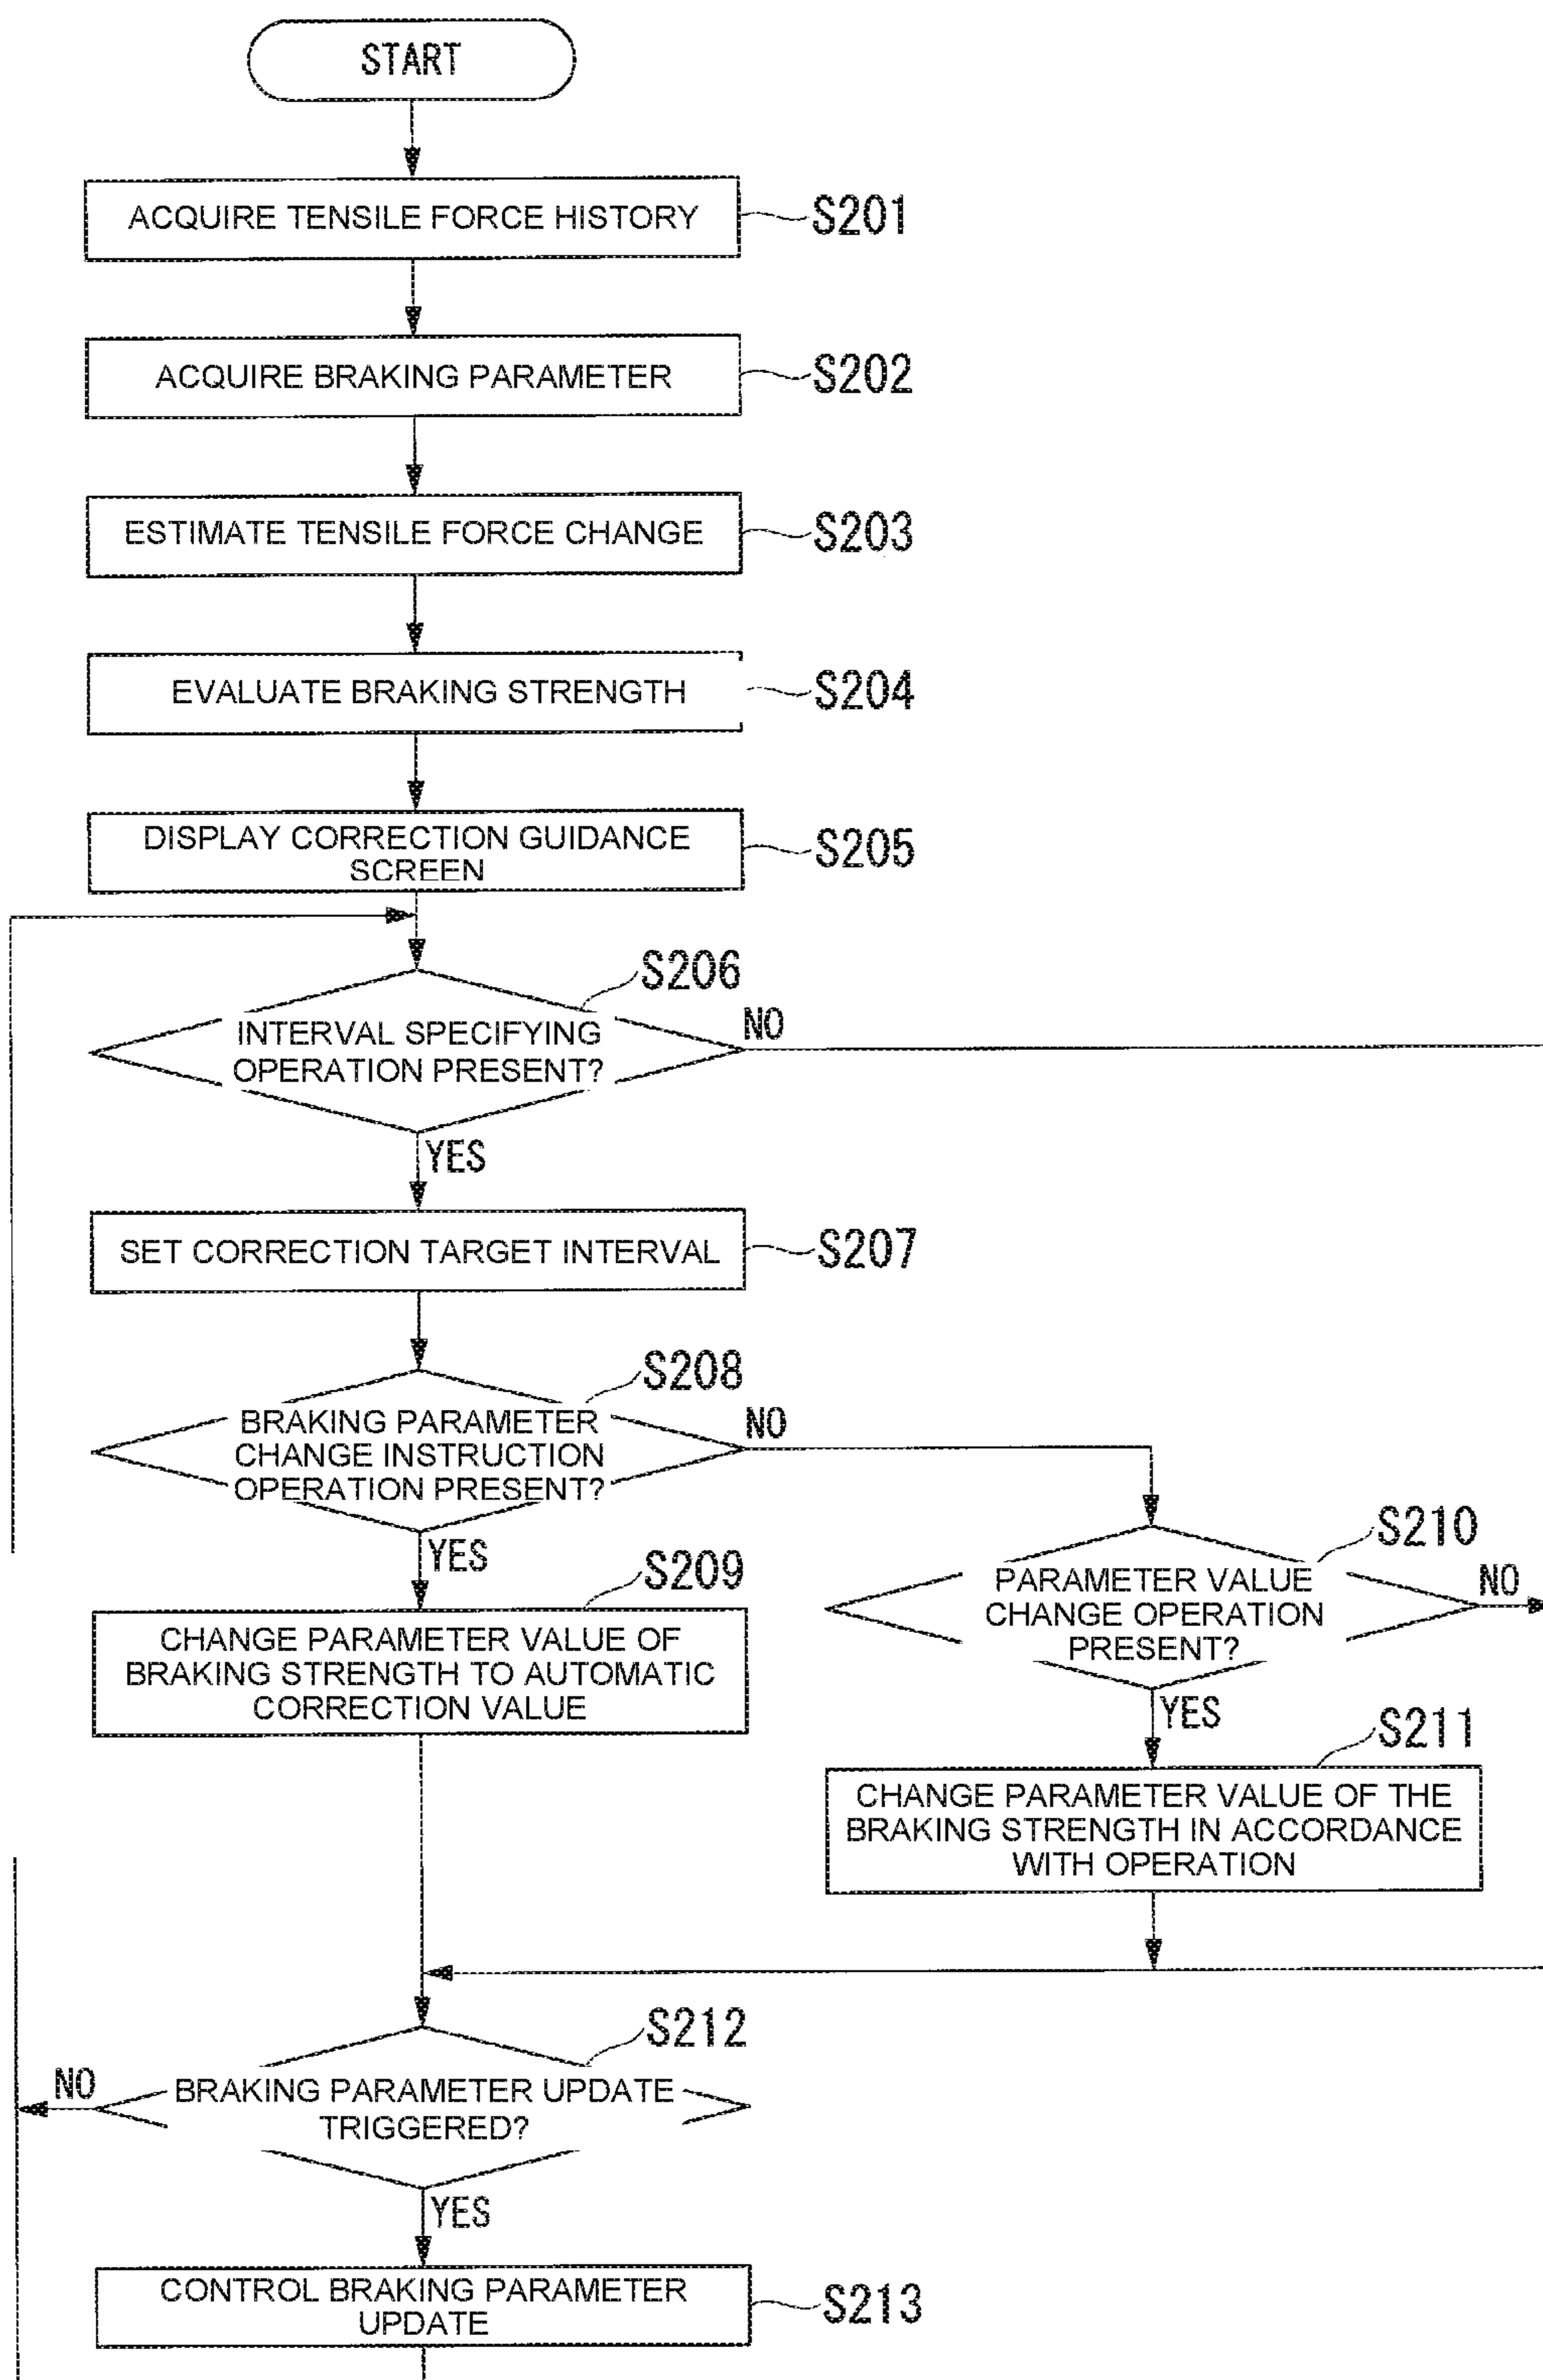 START
ACQUIRE TENSILE FORCE HISTORY
S201
ACQUIRE BRAKING PARAMETER
S202
ESTIMATE TENSILE FORCE CHANGE
S203
EVALUATE BRAKING STRENGTH
S204
DISPLAY CORRECTION GUIDANCE
SCREEN
S205
S206
INTERVAL SPECIFYING
OPERATION PRESENT?
NO
YES
SET CORRECTION TARGET INTERVAL
S207
S208
BRAKING PARAMETER
CHANGE INSTRUCTION
OPERATION PRESENT?
NO
YES
S209
CHANGE PARAMETER VALUE OF
BRAKING STRENGTH TO AUTOMATIC
CORRECTION VALUE
S210
PARAMETER VALUE
CHANGE OPERATION
PRESENT?
NO
YES
S211
CHANGE PARAMETER VALUE OF THE
BRAKING STRENGTH IN ACCORDANCE
WITH OPERATION
S212
BRAKING PARAMETER UPDATE
TRIGGERED?
NO
YES
CONTROL BRAKING PARAMETER
UPDATE
S213